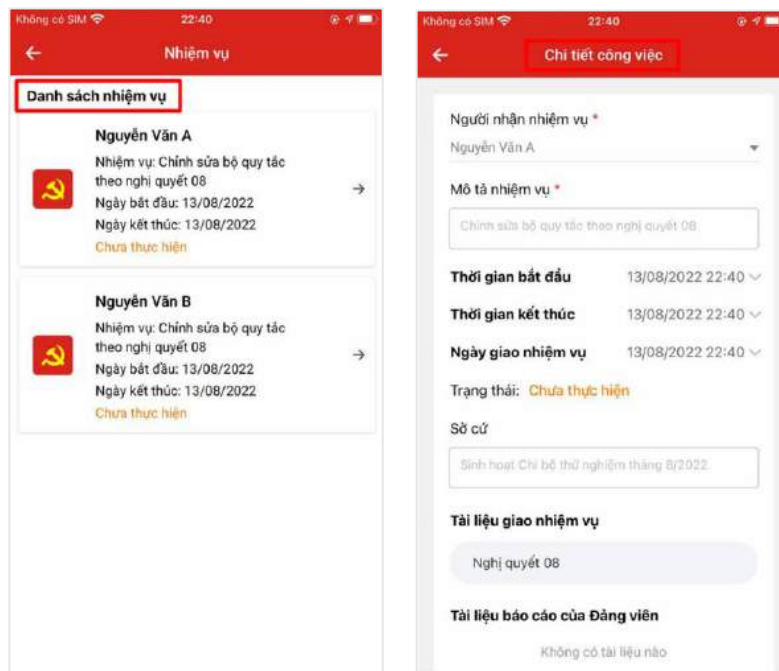 Không có SIM 22:40
Nhiệm vụ
Danh sách nhiệm vụ
Nguyễn Văn A
Nhiệm vụ: Chỉnh sửa bộ quy tắc
theo nghị quyết 08
Ngày bắt đầu: 13/08/2022
Ngày kết thúc: 13/08/2022
Chưa thực hiện
Nguyễn Văn B
Nhiệm vụ: Chỉnh sửa bộ quy tắc
theo nghị quyết 08
Ngày bắt đầu: 13/08/2022
Ngày kết thúc: 13/08/2022
Chưa thực hiện
Không có SIM 22:40
Chi tiết công việc
Người nhận nhiệm vụ *
Nguyễn Văn A
Mô tả nhiệm vụ *
Chỉnh sửa bộ quy tắc theo nghị quyết 08
Thời gian bắt đầu 13/08/2022 22:40
Thời gian kết thúc 13/08/2022 22:40
Ngày giao nhiệm vụ 13/08/2022 22:40
Trạng thái: Chưa thực hiện
Sở cứ
Sinh hoạt Chi bộ thử nghiệm tháng 8/2022
Tài liệu giao nhiệm vụ
Nghị quyết 08
Tài liệu báo cáo của Đảng viên
Không có tài liệu nào